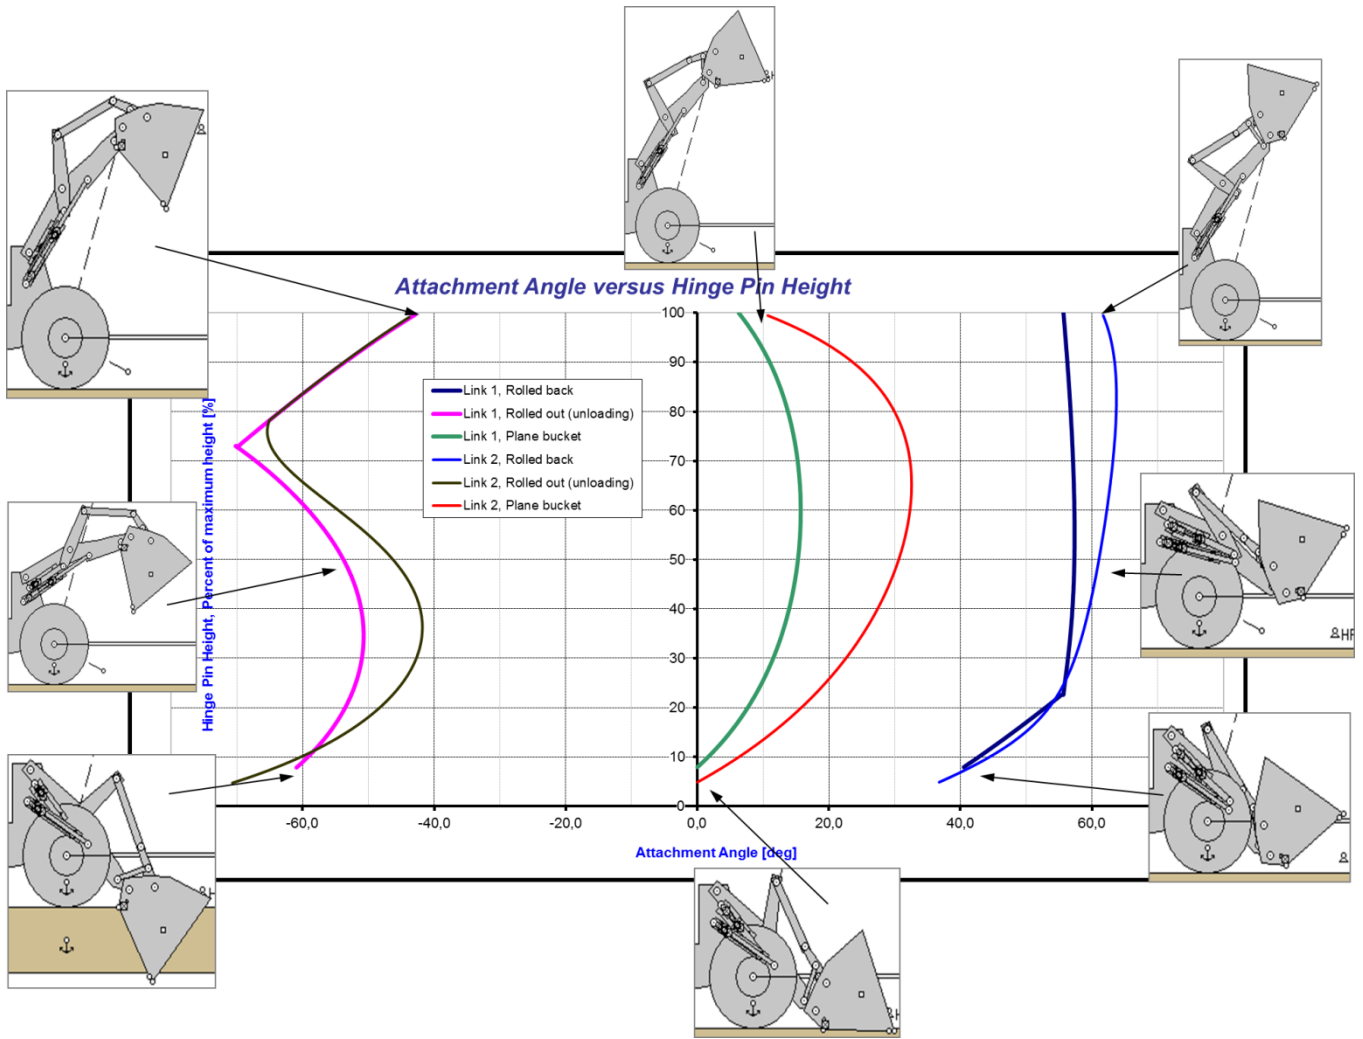 Attachment Angle versus Hinge Pin Height
Hinge Pin Height, Percent of maximum height [%]
100
90
80
70
60
50
40
30
20
10
0
Link 1, Rolled back
Link 1, Rolled out (unloading)
Link 1, Plane bucket
Link 2, Rolled back
Link 2, Rolled out (unloading)
Link 2, Plane bucket
-60,0
-40,0
-20,0
0,0
20,0
40,0
60,0
Attachment Angle [deg]